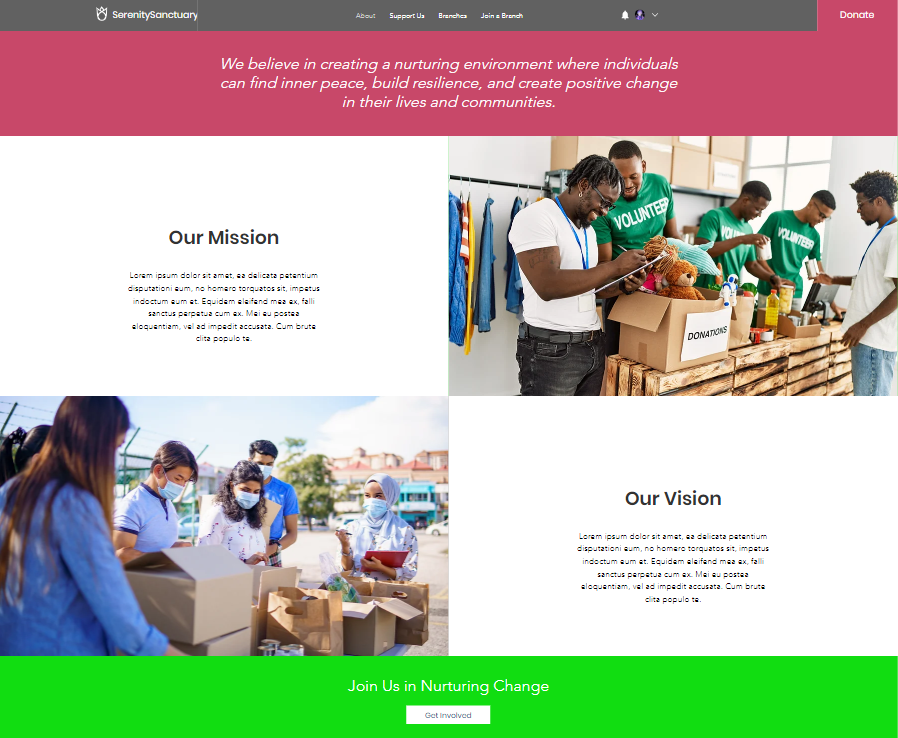 SerenitySanctuary
About Support Us Branches Join a Branch
Donate
We believe in creating a nurturing environment where individuals
can find inner peace, build resilience, and create positive change
in their lives and communities.
Our Mission
Lorem ipsum dolor sit amet, ea delicata petentium
disputationi eum, no homero torquatos sit, impetus
indoctum eum et. Equidem eleifend mea ex, falli
sanctus perpetua cum ex. Mei eu postea
eloquentiam, vel ad impedit accusata. Cum brute
clita populo te.
VOLUNTEER
VOLUNTEER
DONATIONS
Our Vision
Lorem ipsum dolor sit amet, ea delicata petentium
disputationi eum, no homero torquatos sit, impetus
indoctum eum et. Equidem eleifend mea ex, falli
sanctus perpetua cum ex. Mei eu postea
eloquentiam, vel ad impedit accusata. Cum brute
clita populo te.
Join Us in Nurturing Change
Get Involved